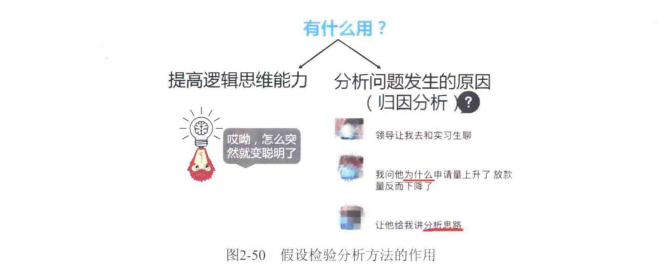 有什么用？
提高逻辑思维能力
分析问题发生的原因
（归因分析）?
哎呦，怎么突
然就变聪明了
领导让我去和实习生聊
我问他为什么申请量上升了 放款
量反而下降了
让他给我讲分析思路
图2-50 假设检验分析方法的作用